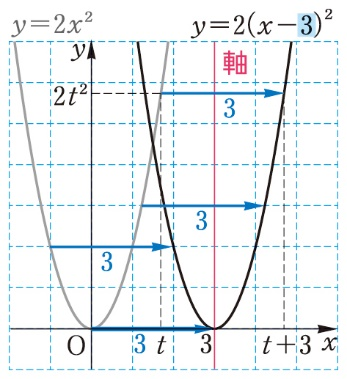 y=2x² y=2(x−3)²
y 軸
2t²
3
3
3
O 3 t 3 t+3 x